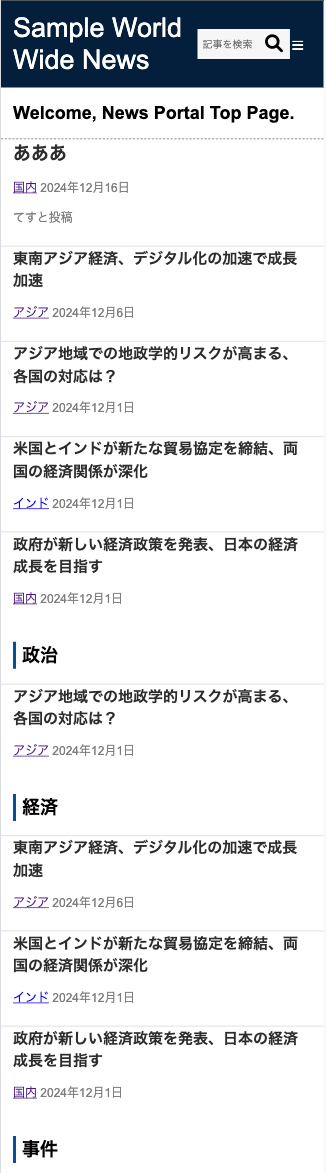 Sample World
Wide News
記事を検索
Welcome, News Portal Top Page.
あああ
国内 2024年12月16日
てすと投稿
東南アジア経済、デジタル化の加速で成長
加速
アジア 2024年12月6日
アジア地域での地政学的リスクが高まる、
各国の対応は？
アジア 2024年12月1日
米国とインドが新たな貿易協定を締結、両
国の経済関係が深化
インド 2024年12月1日
政府が新しい経済政策を発表、日本の経済
成長を目指す
国内 2024年12月1日
政治
アジア地域での地政学的リスクが高まる、
各国の対応は？
アジア 2024年12月1日
経済
東南アジア経済、デジタル化の加速で成長
加速
アジア 2024年12月6日
米国とインドが新たな貿易協定を締結、両
国の経済関係が深化
インド 2024年12月1日
政府が新しい経済政策を発表、日本の経済
成長を目指す
国内 2024年12月1日
事件